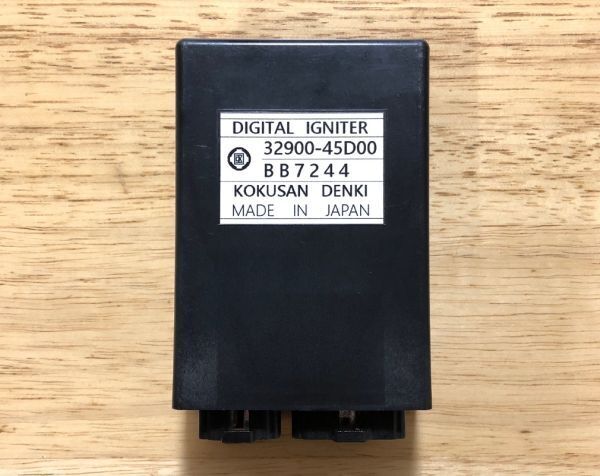 DIGITAL IGNITER
32900-45D00
BB7244
KOKUSAN DENKI
MADE IN JAPAN